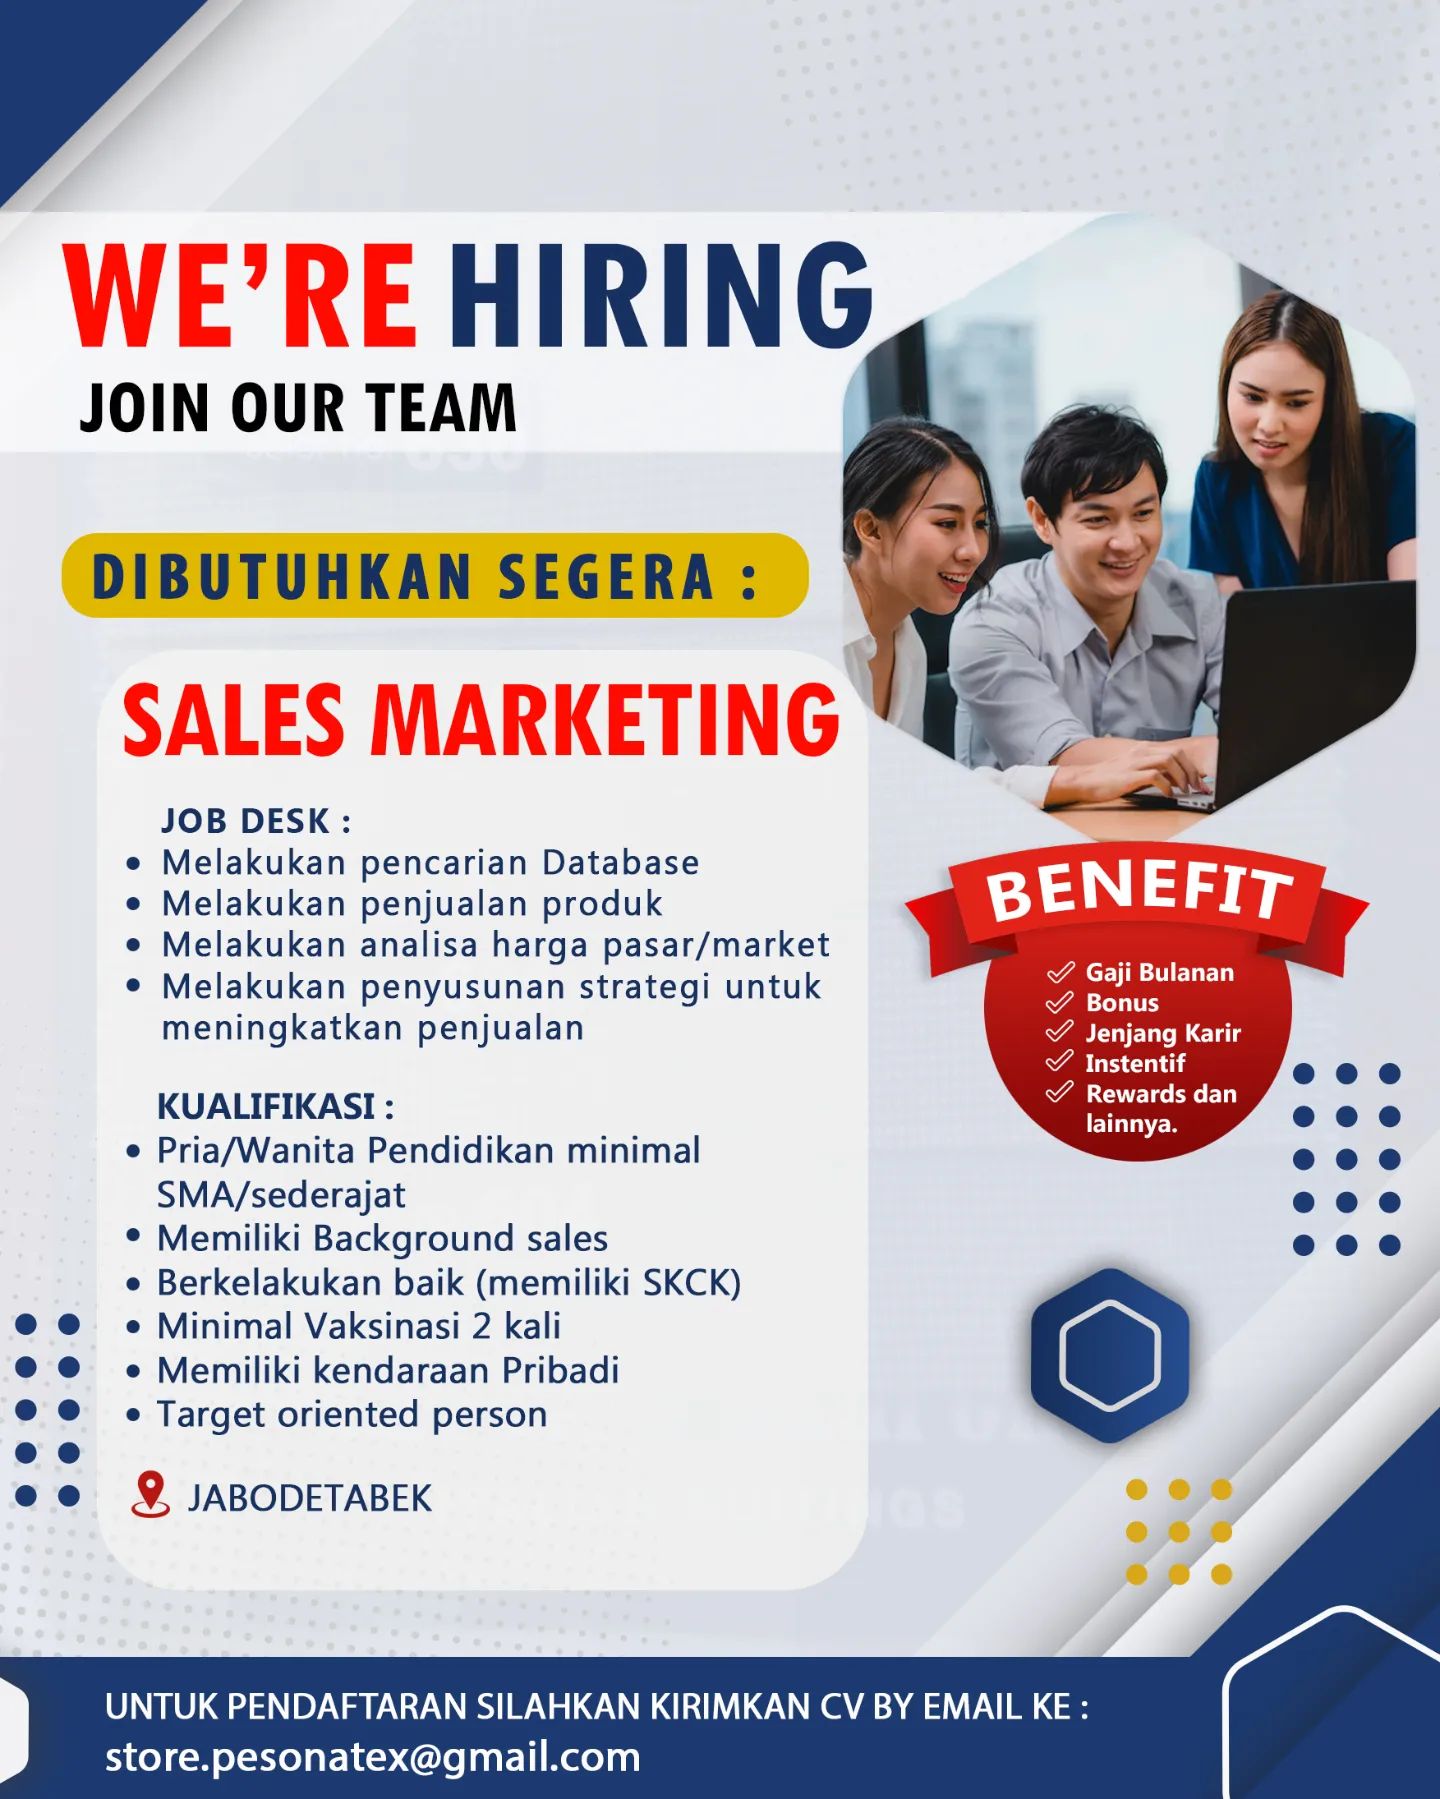 WE'RE HIRING
JOIN OUR TEAM
DIBUTUHKAN SEGERA :
SALES MARKETING
JOB DESK :
• Melakukan pencarian Database
• Melakukan penjualan produk
• Melakukan analisa harga pasar/market
• Melakukan penyusunan strategi untuk
meningkatkan penjualan
KUALIFIKASI :
• Pria/Wanita Pendidikan minimal
SMA/sederajat
• Memiliki Background sales
• Berkelakukan baik (memiliki SKCK)
• Minimal Vaksinasi 2 kali
• Memiliki kendaraan Pribadi
• Target oriented person
JABODETABEK
BENEFIT
Gaji Bulanan
Bonus
Jenjang Karir
Instentif
Rewards dan
lainnya.
UNTUK PENDAFTARAN SILAHKAN KIRIMKAN CV BY EMAIL KE :
store.pesonatex@gmail.com